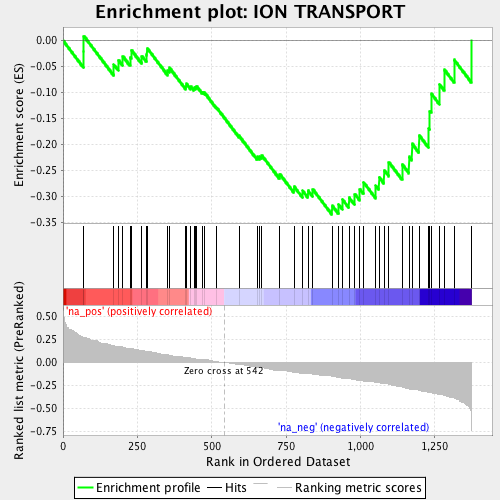 Enrichment plot: ION TRANSPORT
Enrichment score (ES)
0.00
-0.05
-0.10
-0.15
-0.20
-0.25
-0.30
-0.35
'na_pos' (positively correlated)
Ranked list metric (PreRanked)
0.50
0.25
0.00
-0.25
-0.50
-0.75
Zero cross at 542
'na_neg' (negatively correlated)
0
250
500
750
1,000
1,250
Rank in Ordered Dataset
Enrichment profile
Hits
Ranking metric scores